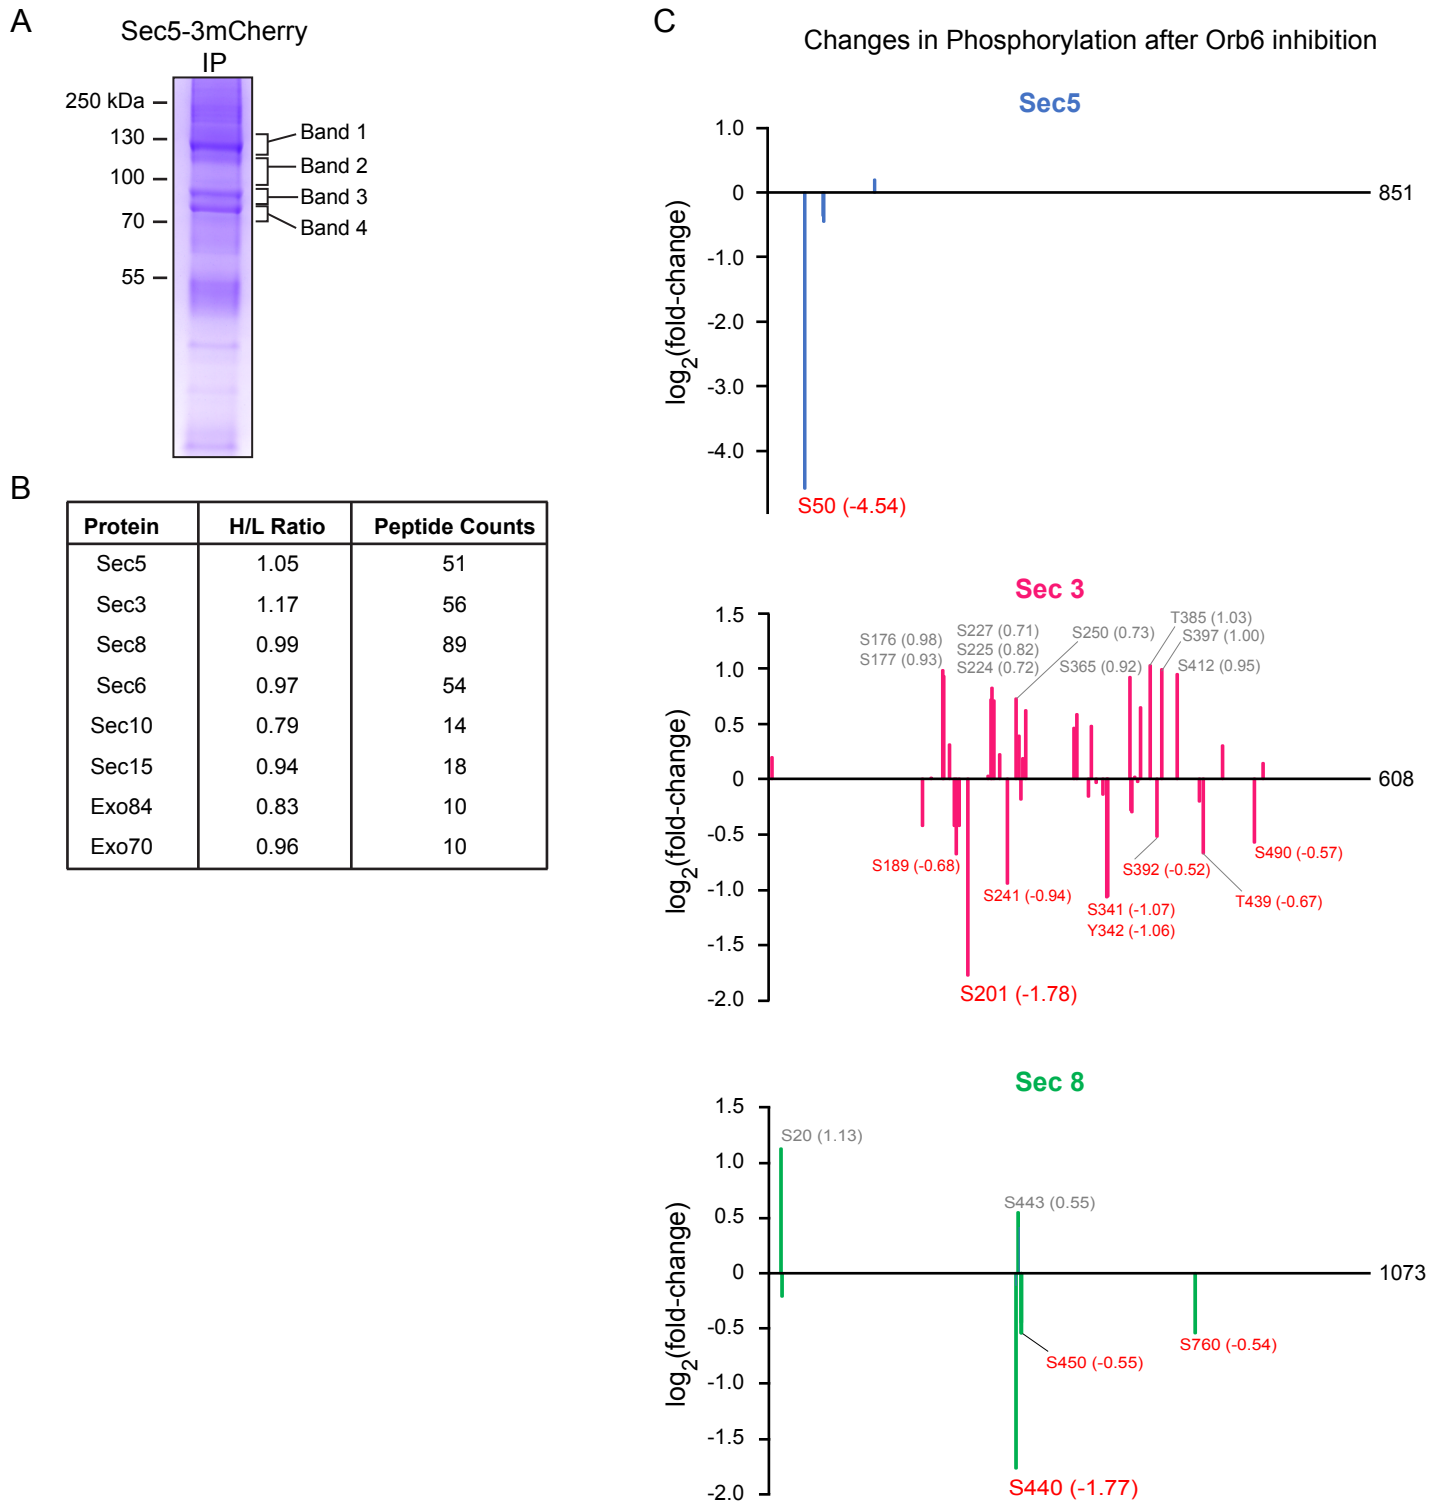 A
Sec5-3mCherry
IP
250 kDa
130
100
70
55
Band 1
Band 2
Band 3
Band 4
B
Protein H/L Ratio Peptide Counts
Sec5 1.05 51
Sec3 1.17 56
Sec8 0.99 89
Sec6 0.97 54
Sec10 0.79 14
Sec15 0.94 18
Exo84 0.83 10
Exo70 0.96 10
C
Changes in Phosphorylation after Orb6 inhibition
Sec5
log2(fold-change)
1.0
0
-1.0
-2.0
-3.0
-4.0
851
S50 (-4.54)
Sec 3
log2(fold-change)
1.5
1.0
0.5
0
-0.5
-1.0
-1.5
-2.0
608
S176 (0.98)
S177 (0.93)
S227 (0.71)
S225 (0.82)
S224 (0.72)
S250 (0.73)
S365 (0.92)
T385 (1.03)
S397 (1.00)
S412 (0.95)
S189 (-0.68)
S201 (-1.78)
S241 (-0.94)
S341 (-1.07)
Y342 (-1.06)
S392 (-0.52)
T439 (-0.67)
S490 (-0.57)
Sec 8
log2(fold-change)
1.5
1.0
0.5
0
-0.5
-1.0
-1.5
-2.0
1073
S20 (1.13)
S443 (0.55)
S450 (-0.55)
S760 (-0.54)
S440 (-1.77)